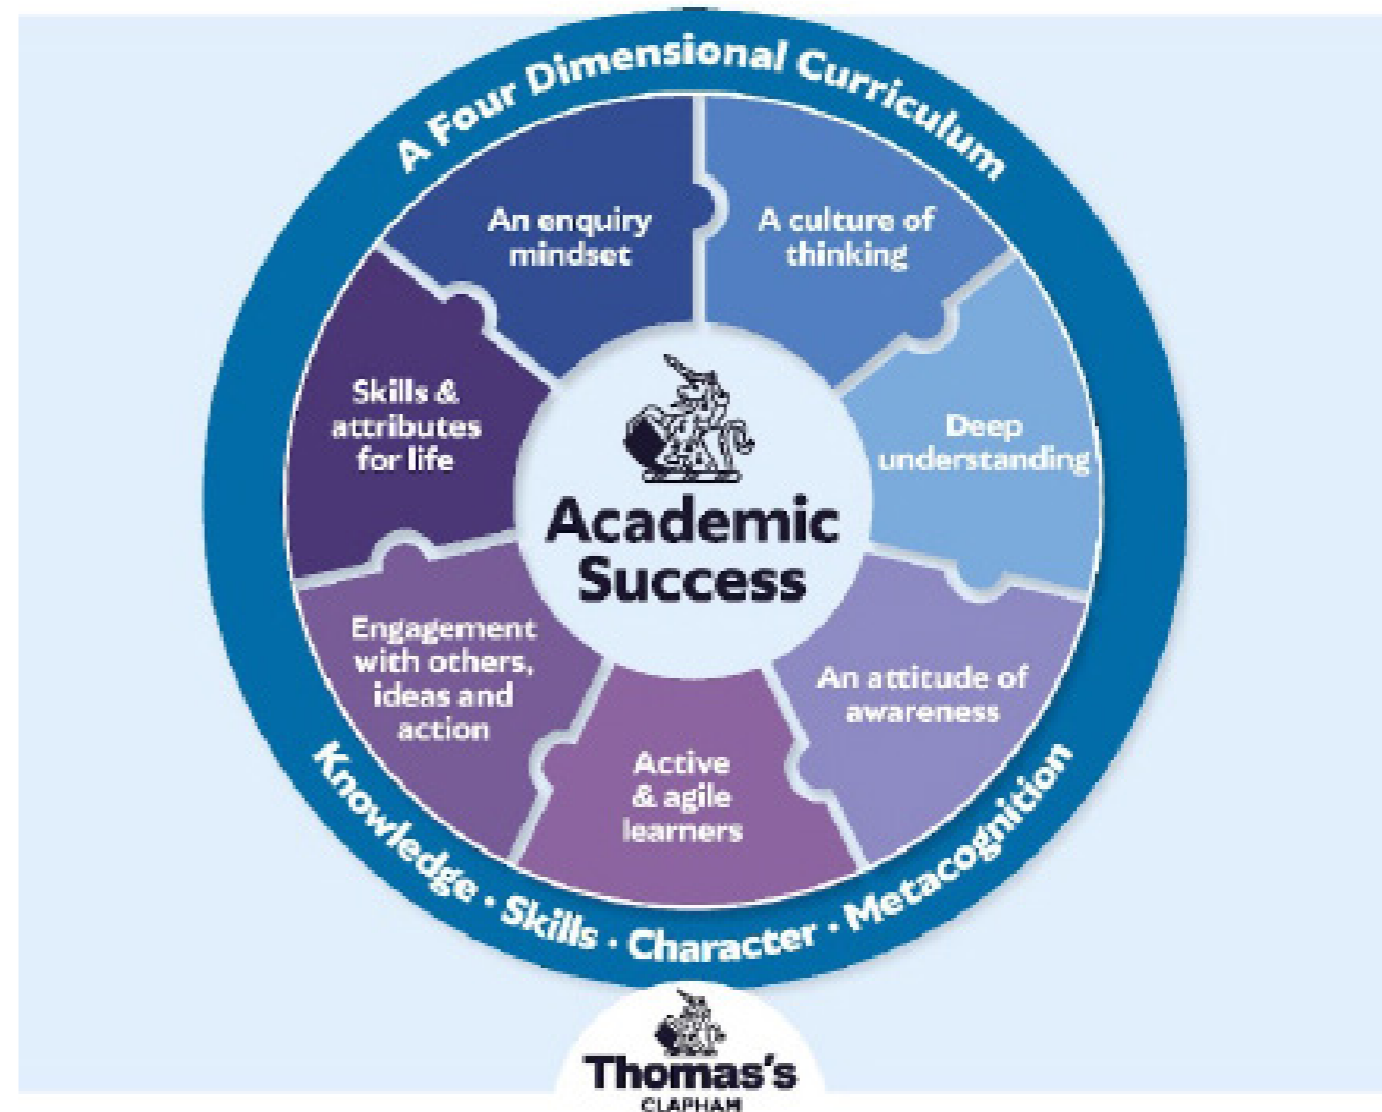 A Four Dimensional Curriculum
An enquiry
mindset
A culture of
thinking
Skills &
attributes
for life
Deep
understanding
Academic
Success
Engagement
with others,
ideas and
action
An attitude of
awareness
Active
& agile
learners
Knowledge · Skills · Character · Metacognition
Thomas's
CLAPHAM